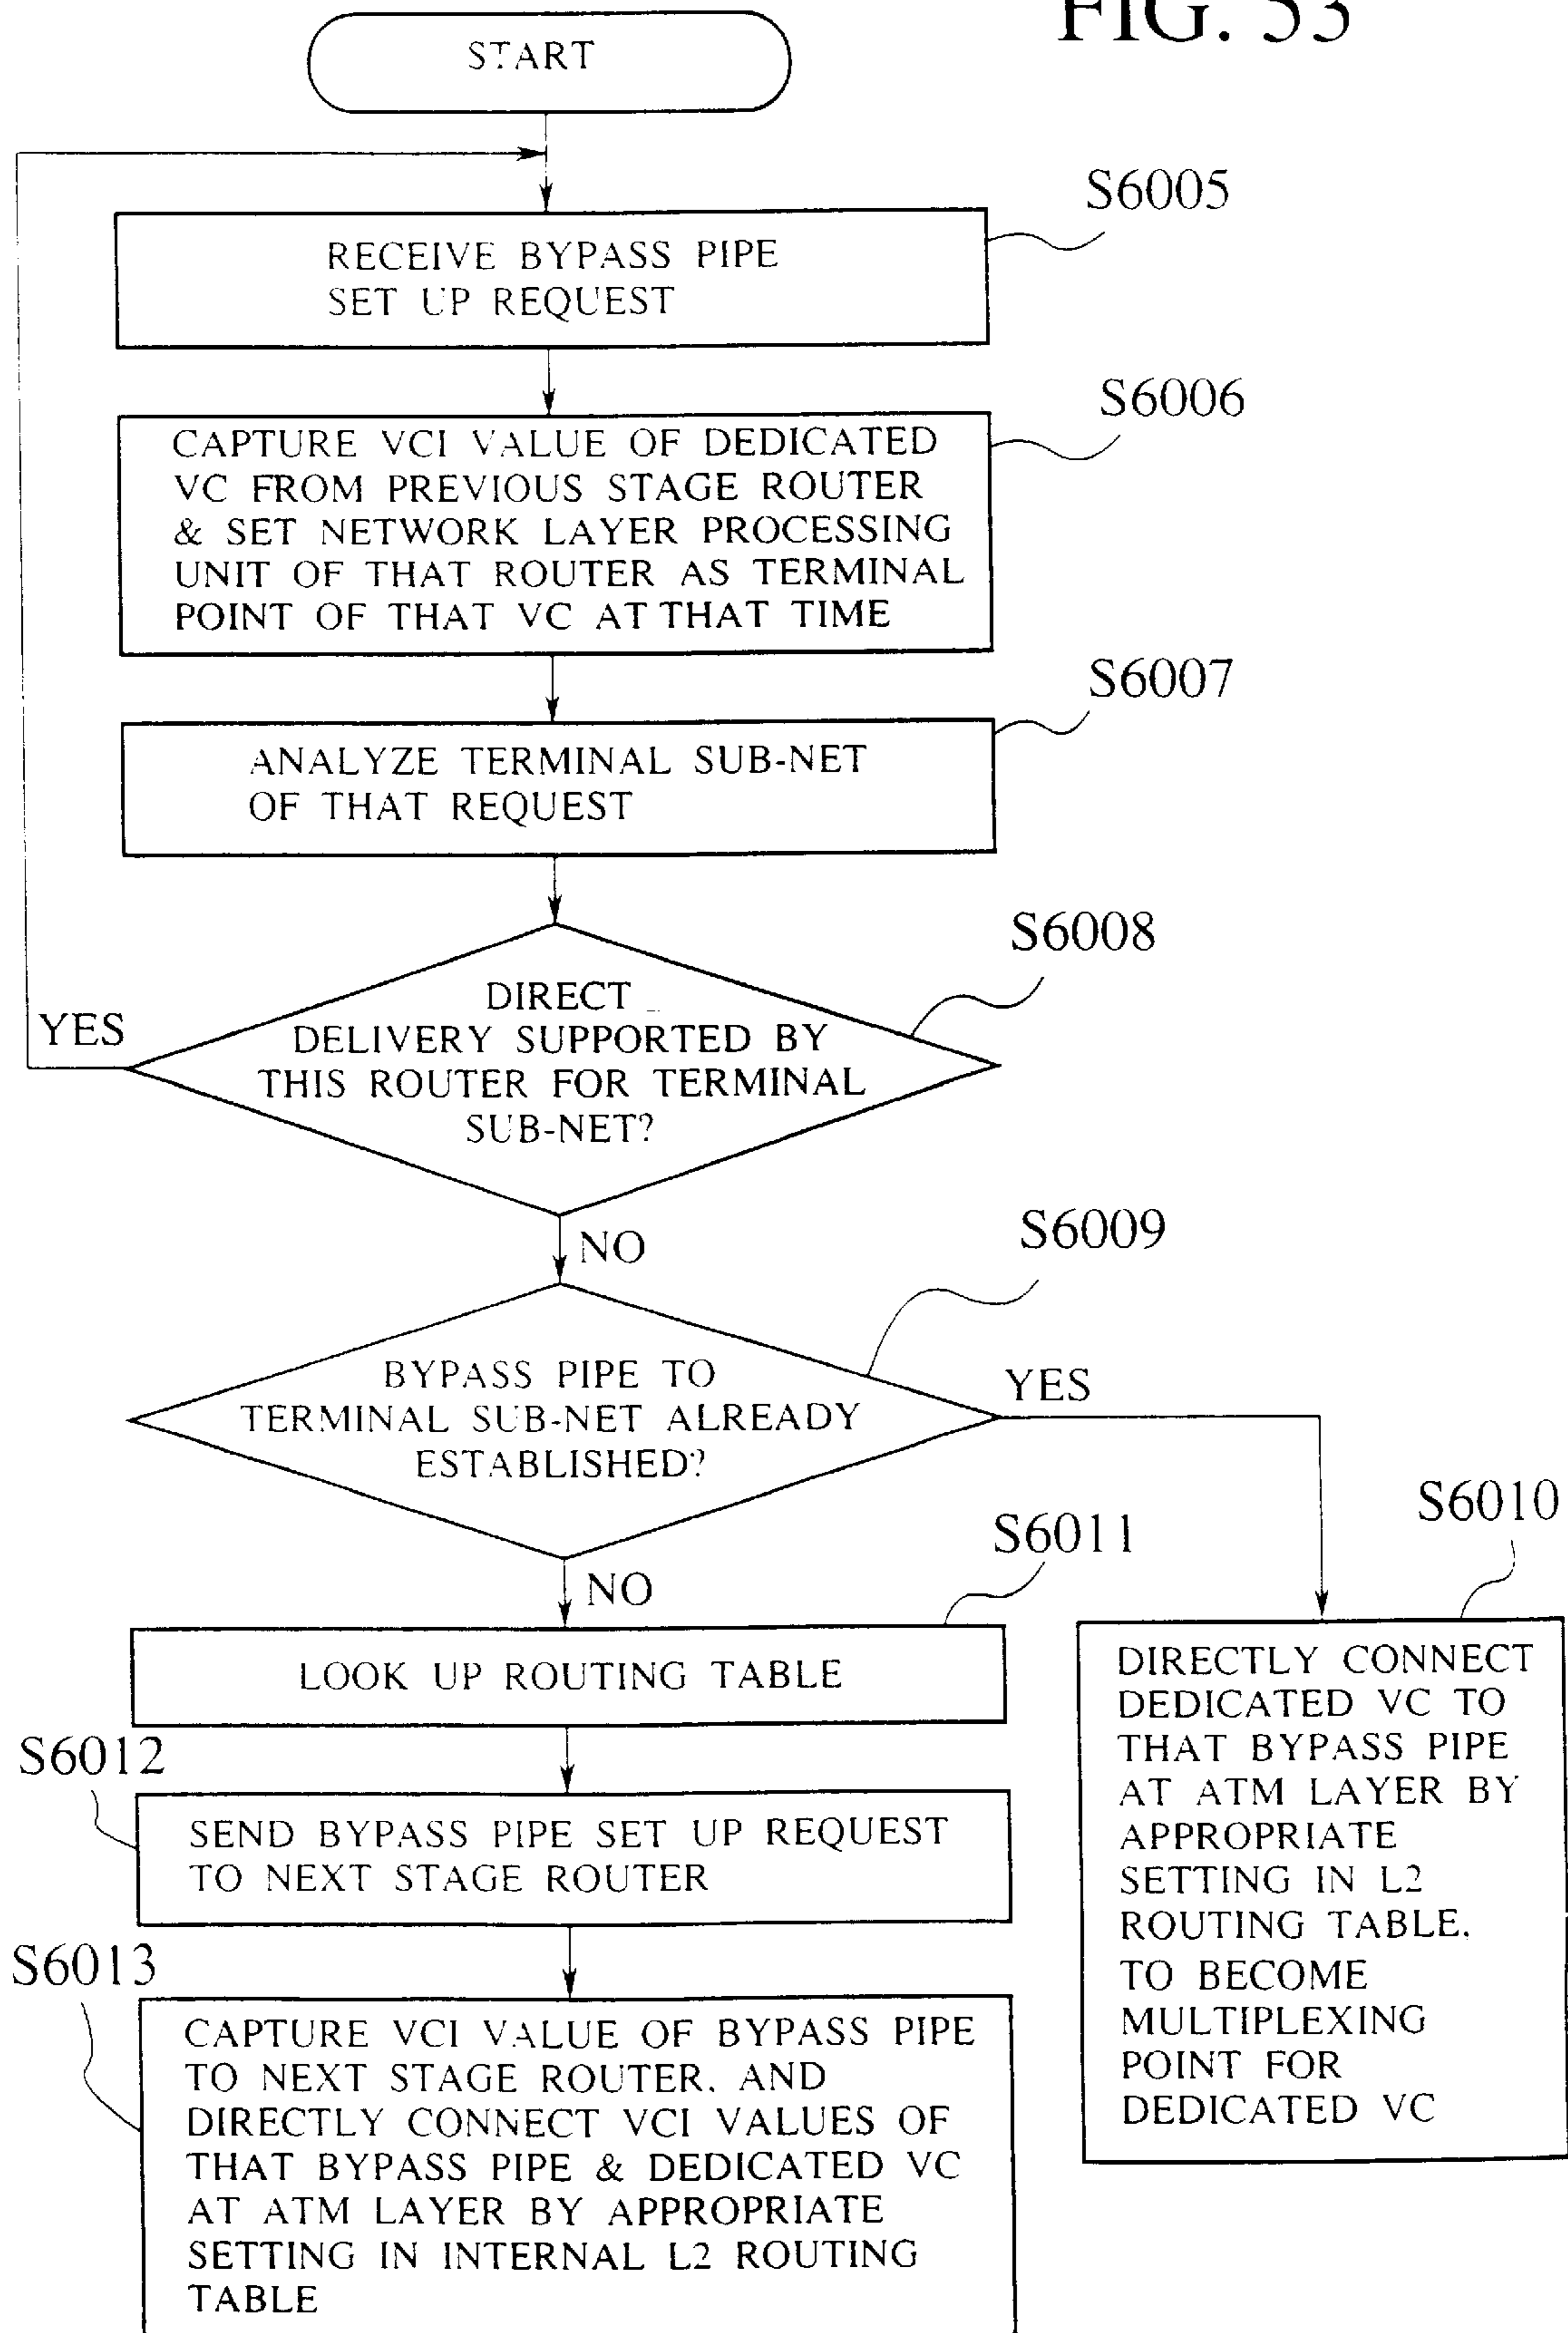 FIG. 53
START
S6005
RECEIVE BYPASS PIPE
SET UP REQUEST
S6006
CAPTURE VCI VALUE OF DEDICATED
VC FROM PREVIOUS STAGE ROUTER
& SET NETWORK LAYER PROCESSING
UNIT OF THAT ROUTER AS TERMINAL
POINT OF THAT VC AT THAT TIME
S6007
ANALYZE TERMINAL SUB-NET
OF THAT REQUEST
S6008
DIRECT
DELIVERY SUPPORTED BY
THIS ROUTER FOR TERMINAL
SUB-NET?
YES
NO
S6009
BYPASS PIPE TO
TERMINAL SUB-NET ALREADY
ESTABLISHED?
YES
NO
S6010
DIRECTLY CONNECT
DEDICATED VC TO
THAT BYPASS PIPE
AT ATM LAYER BY
APPROPRIATE
SETTING IN L2
ROUTING TABLE.
TO BECOME
MULTIPLEXING
POINT FOR
DEDICATED VC
S6011
LOOK UP ROUTING TABLE
S6012
SEND BYPASS PIPE SET UP REQUEST
TO NEXT STAGE ROUTER
S6013
CAPTURE VCI VALUE OF BYPASS PIPE
TO NEXT STAGE ROUTER. AND
DIRECTLY CONNECT VCI VALUES OF
THAT BYPASS PIPE & DEDICATED VC
AT ATM LAYER BY APPROPRIATE
SETTING IN INTERNAL L2 ROUTING
TABLE